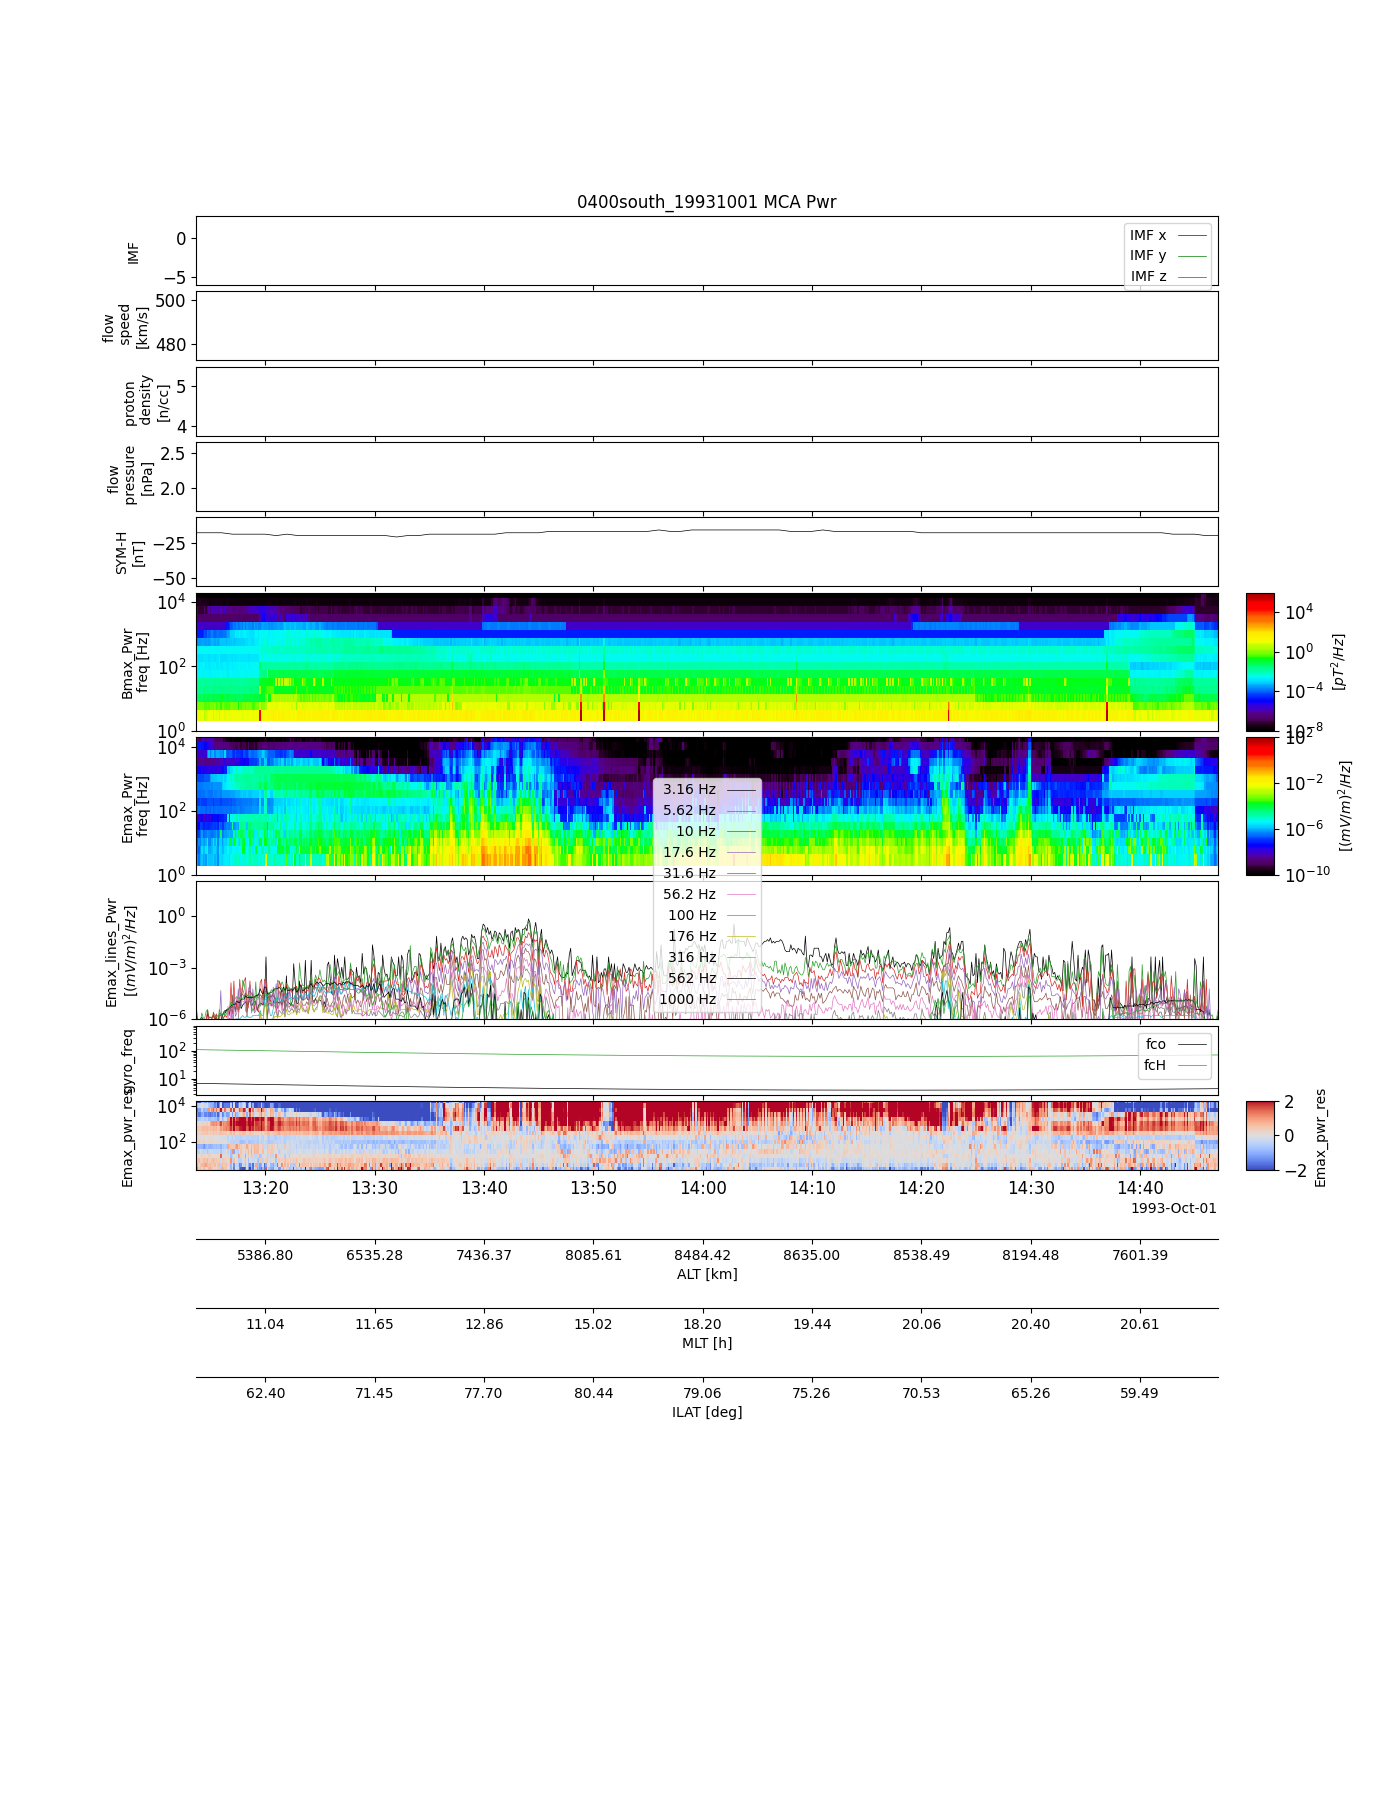 0400south_19931001 MCA Pwr
IMF
0
−5
IMF x
IMF y
IMF z
flow
speed
[km/s]
500
480
proton
density
[n/cc]
5
4
flow
pressure
[nPa]
2.5
2.0
SYM-H
[nT]
−25
−50
Bmax_Pwr
freq [Hz]
10^4
10^2
10^0
10^4
10^0
10^−4
10^−8
[pT^2/Hz]
Emax_Pwr
freq [Hz]
10^4
10^2
10^0
10^2
10^−2
10^−6
10^−10
[(mV/m)^2/Hz]
3.16 Hz
5.62 Hz
10 Hz
17.6 Hz
31.6 Hz
56.2 Hz
100 Hz
176 Hz
316 Hz
562 Hz
1000 Hz
Emax_lines_Pwr
[(mV/m)^2/Hz]
10^0
10^−3
10^−6
gyro_freq
10^2
10^1
fco
fcH
Emax_pwr_res
10^4
10^2
2
0
−2
Emax_pwr_res
13:20 13:30 13:40 13:50 14:00 14:10 14:20 14:30 14:40
1993-Oct-01
5386.80 6535.28 7436.37 8085.61 8484.42 8635.00 8538.49 8194.48 7601.39
ALT [km]
11.04 11.65 12.86 15.02 18.20 19.44 20.06 20.40 20.61
MLT [h]
62.40 71.45 77.70 80.44 79.06 75.26 70.53 65.26 59.49
ILAT [deg]